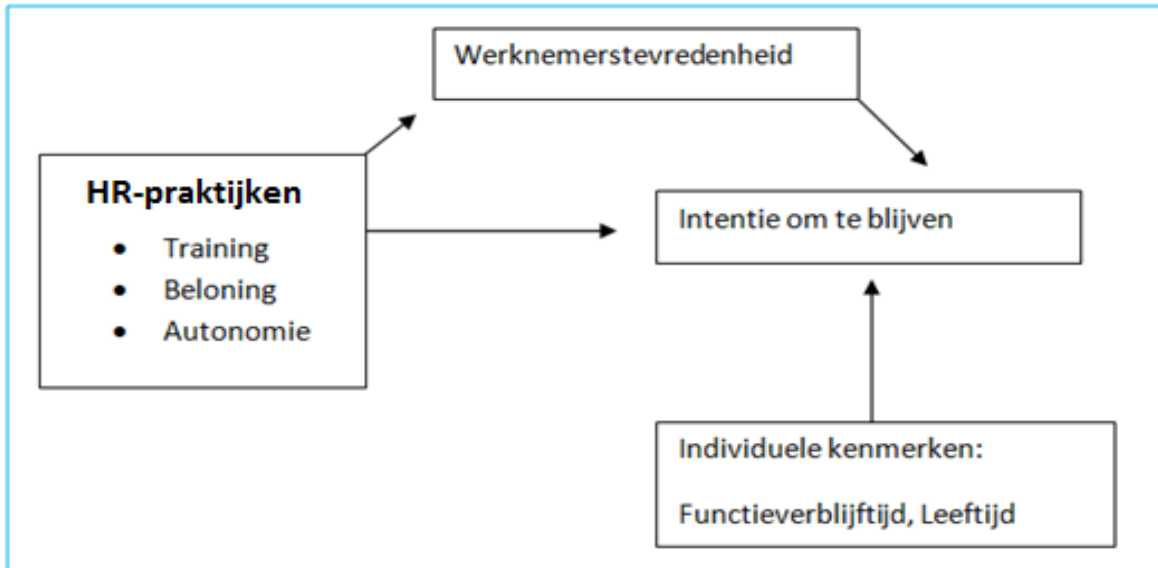 Werknemerstevredenheid
HR-praktijken
• Training
• Beloning
• Autonomie
Intentie om te blijven
Individuele kenmerken:
Functieverblijftijd, Leeftijd